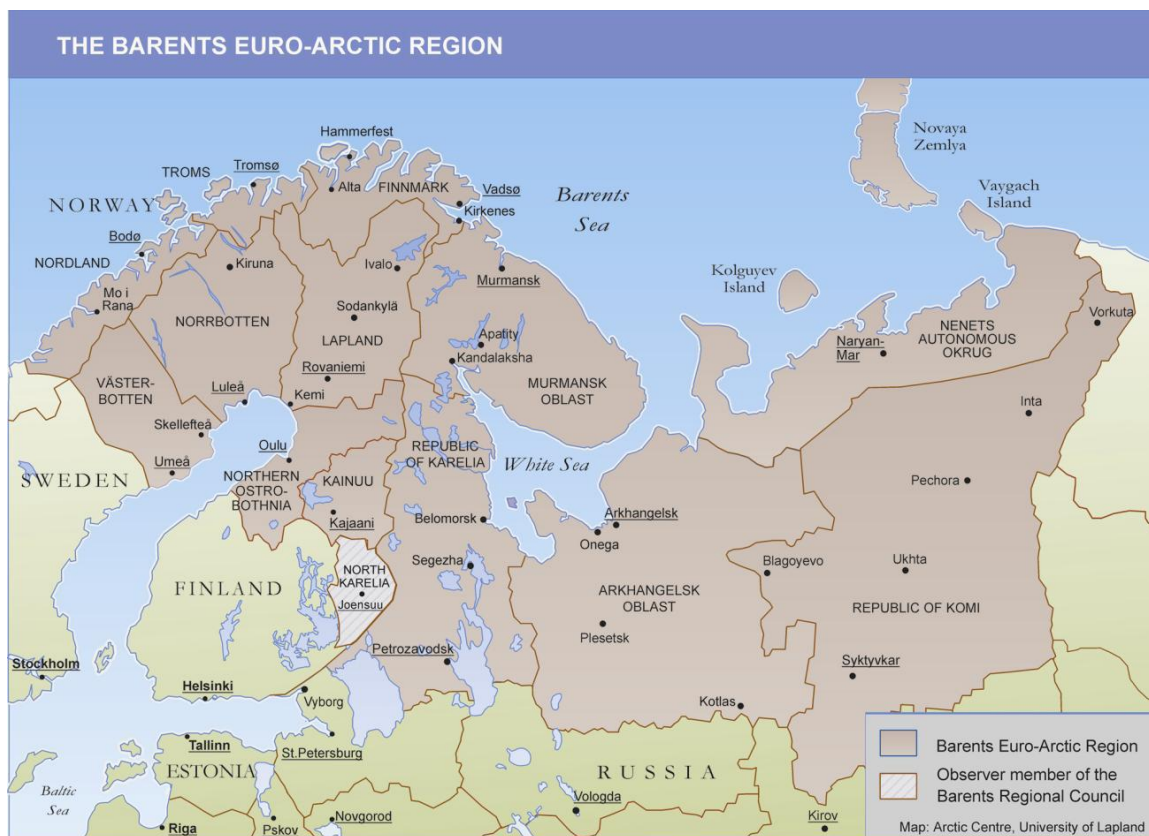 THE BARENTS EURO-ARCTIC REGION
Hammerfest
Novaya
Zemlya
Tromsø
TROMS
Alta
FINNMARK
Vadsø
Vaygach
Island
NORWAY
Kirkenes
Barents
Sea
Bodø
NORDLAND
Kiruna
Ivalo
Murmansk
Kolguyev
Island
Mo i
Rana
Sodankylä
NORRBOTTEN
LAPLAND
Apatity
Kandalaksha
Naryan-
Mar
NENETS
AUTONOMOUS
OKRUG
Vorkuta
Rovaniemi
VÄSTER-
BOTTEN
Luleå
Kemi
MURMANSK
OBLAST
Inta
Skellefteå
Oulu
REPUBLIC
OF KARELIA
White Sea
Umeå
SWEDEN
NORTHERN
OSTRO-
BOTHNIA
KAINUU
Pechora
Kajaani
Belomorsk
Arkhangelsk
Onega
Segezha
Blagoyevo
Ukhta
NORTH
KARELIA
Joensuu
FINLAND
ARKHANGELSK
OBLAST
REPUBLIC OF KOMI
Plesetsk
Petrozavodsk
Syktyvkar
Stockholm
Helsinki
Vyborg
Kotlas
Tallinn
St.Petersburg
ESTONIA
RUSSIA
Baltic
Sea
Vologda
Novgorod
Riga
Pskov
Kirov
Barents Euro-Arctic Region
Observer member of the
Barents Regional Council
Map: Arctic Centre, University of Lapland